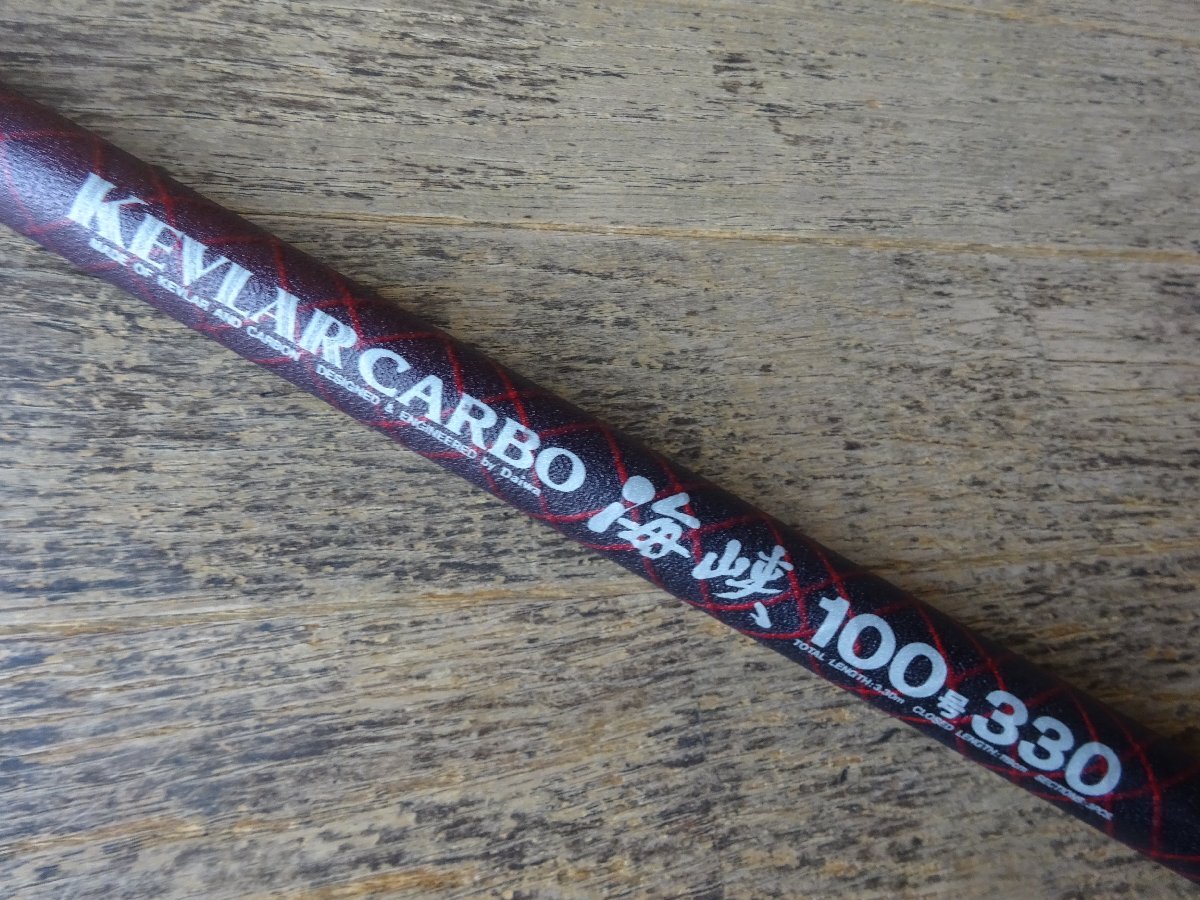 KEVLAR CARBO 海峡 100号 330
MADE OF KEVLAR AND CARBON DESIGNED & ENGINEERED by Daiwa
TOTAL LENGTH:3.30m CLOSED LENGTH: SECTIONS: